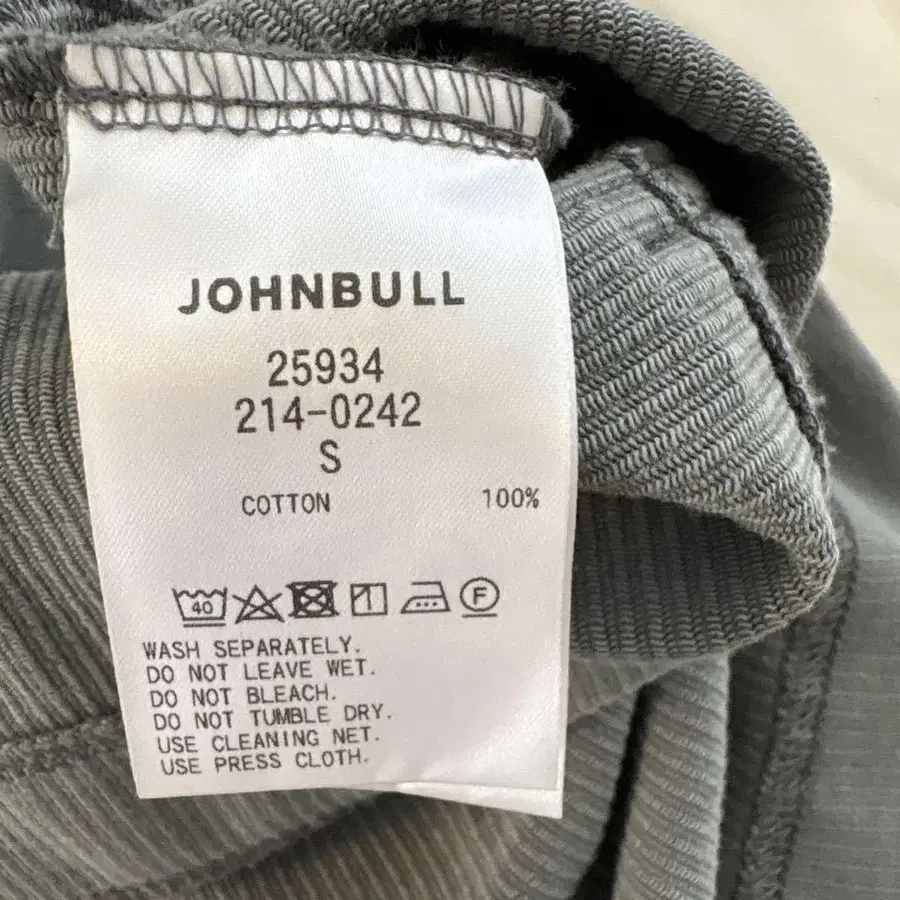 JOHNBULL
25934
214-0242
S
COTTON 100%
40 F
WASH SEPARATELY.
DO NOT LEAVE WET.
DO NOT BLEACH.
DO NOT TUMBLE DRY.
USE CLEANING NET.
USE PRESS CLOTH.